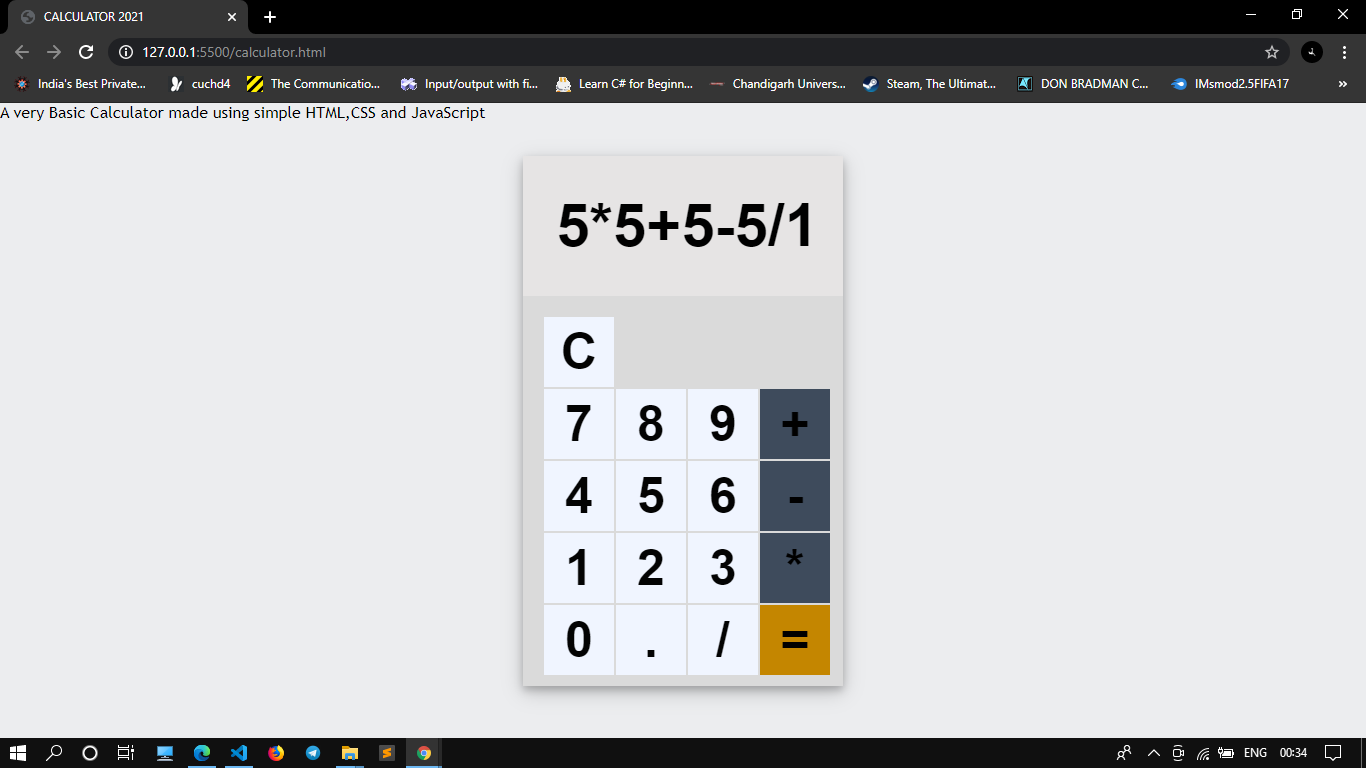 CALCULATOR 2021
127.0.0.1:5500/calculator.html
India's Best Private... cuchd4 The Communicatio... Input/output with fi... Learn C# for Beginn... Chandigarh Univers... Steam, The Ultimat... DON BRADMAN C... IMsmod2.5FIFA17 »
A very Basic Calculator made using simple HTML,CSS and JavaScript
5*5+5-5/1
C
7 8 9 +
4 5 6 -
1 2 3 *
0 . / =
ENG 00:34